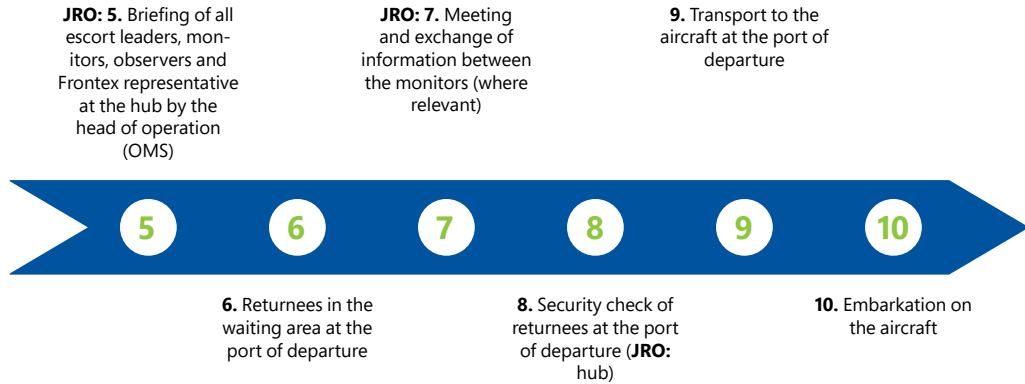 JRO: 5. Briefing of all
escort leaders, mon-
itors, observers and
Frontex representative
at the hub by the
head of operation
(OMS)
JRO: 7. Meeting
and exchange of
information between
the monitors (where
relevant)
9. Transport to the
aircraft at the port of
departure
5
6
7
8
9
10
6. Returnees in the
waiting area at the
port of departure
8. Security check of
returnees at the port
of departure (JRO:
hub)
10. Embarkation on
the aircraft